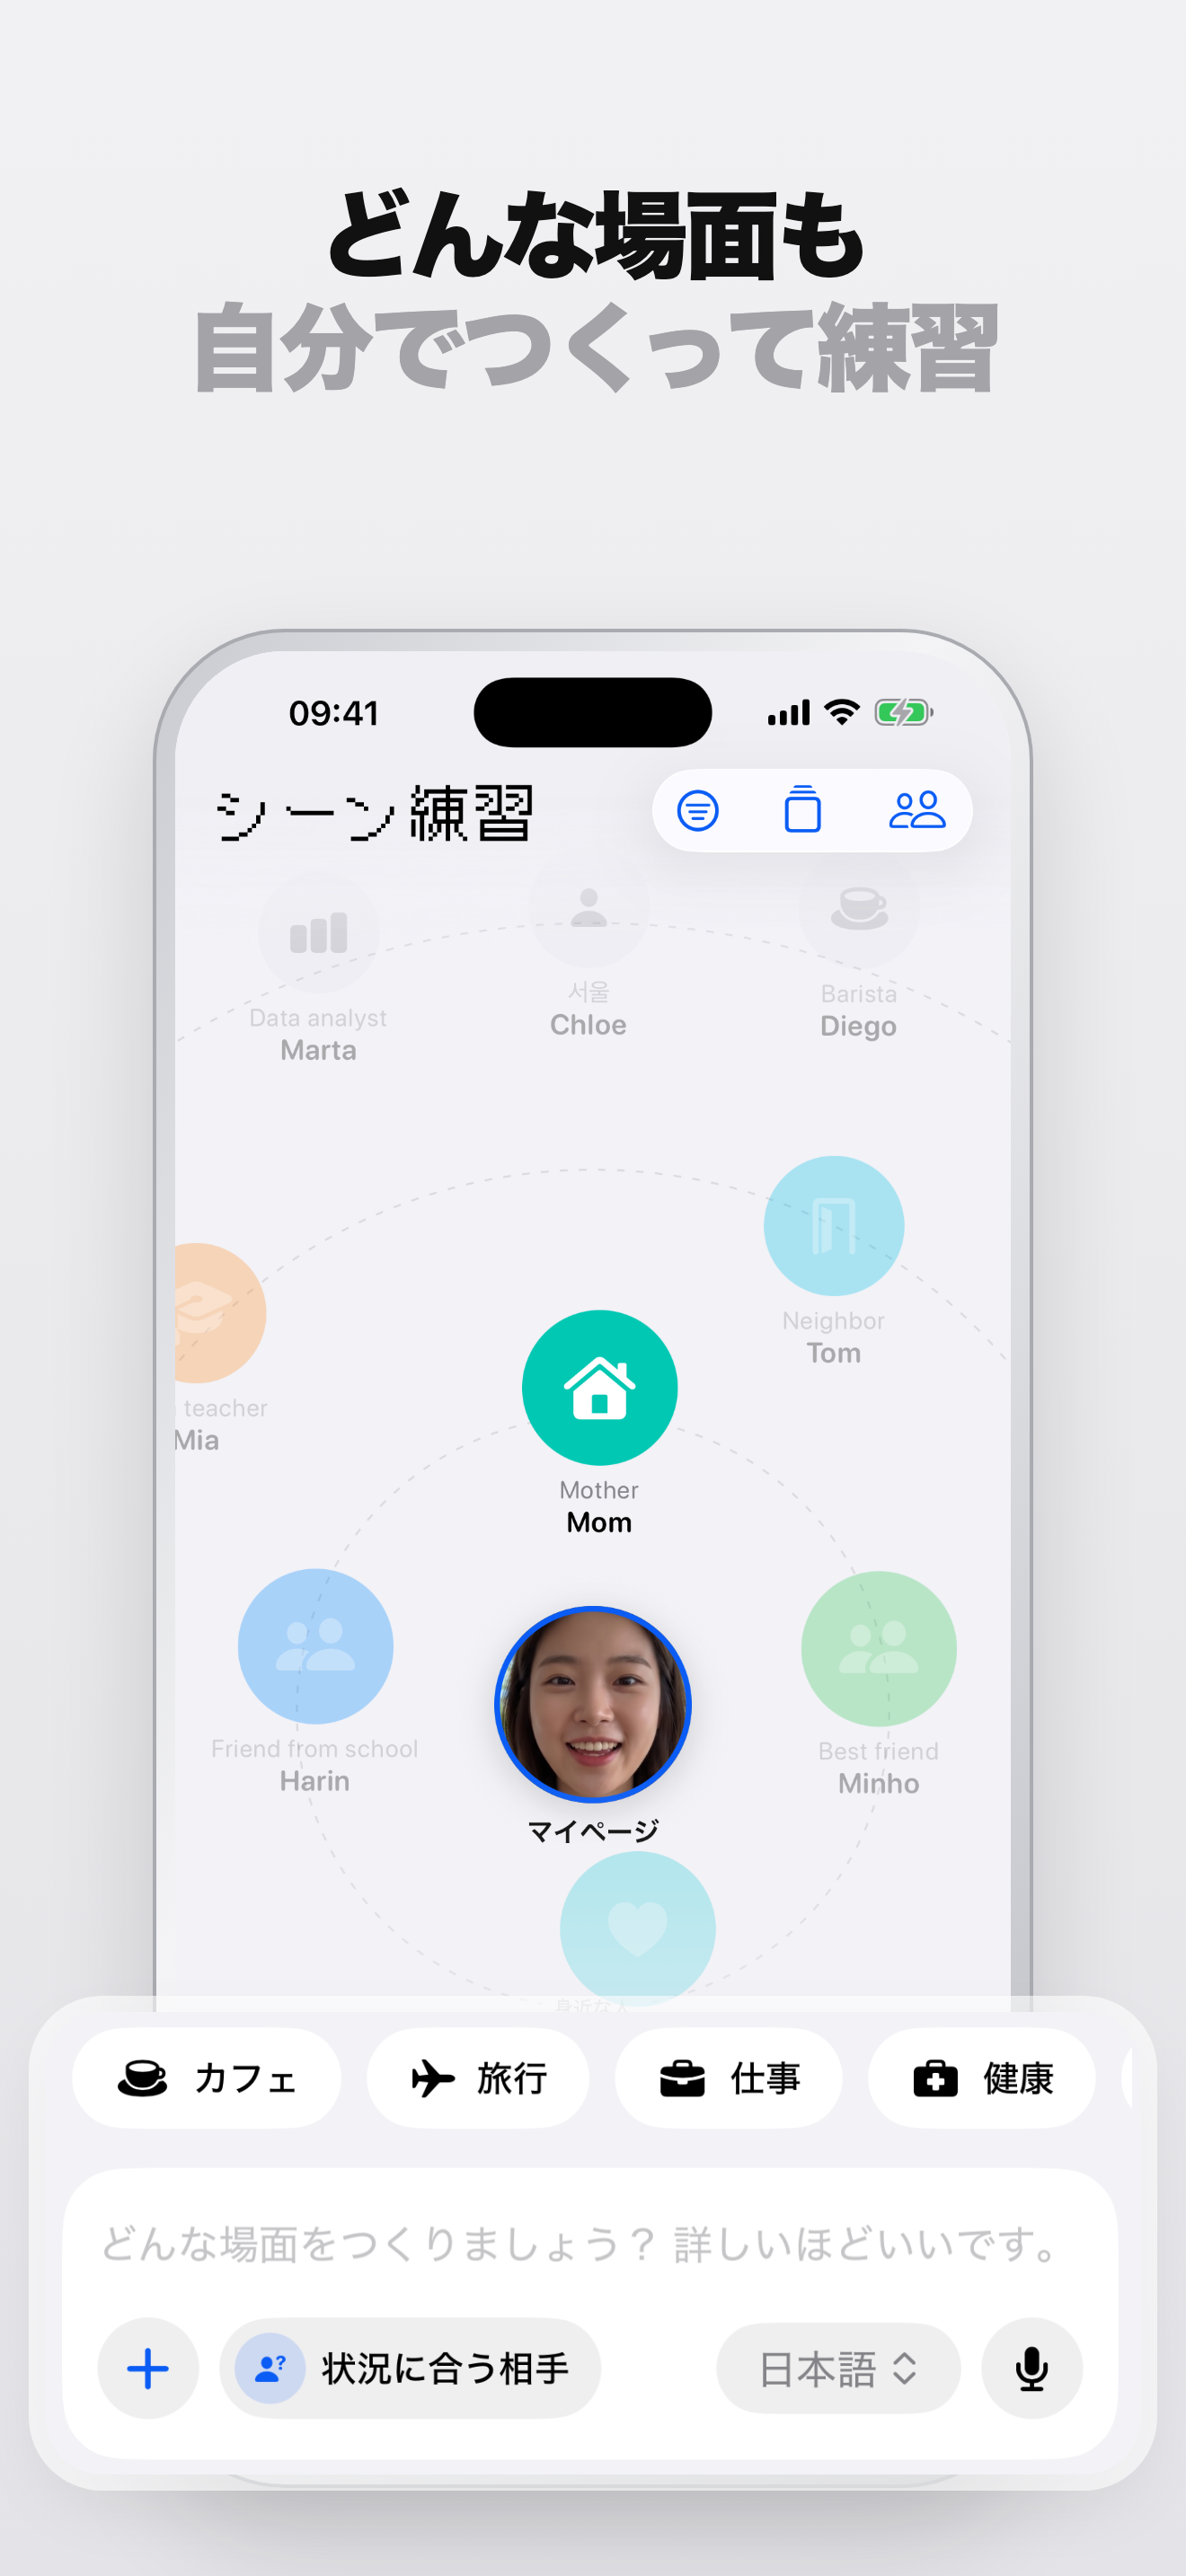 どんな場面も
自分でつくって練習
09:41
シーン練習
Data analyst
Marta
서울
Chloe
Barista
Diego
Neighbor
Tom
teacher
Mia
Mother
Mom
Friend from school
Harin
Best friend
Minho
マイページ
身近な人
カフェ
旅行
仕事
健康
どんな場面をつくりましょう？ 詳しいほどいいです。
状況に合う相手
日本語